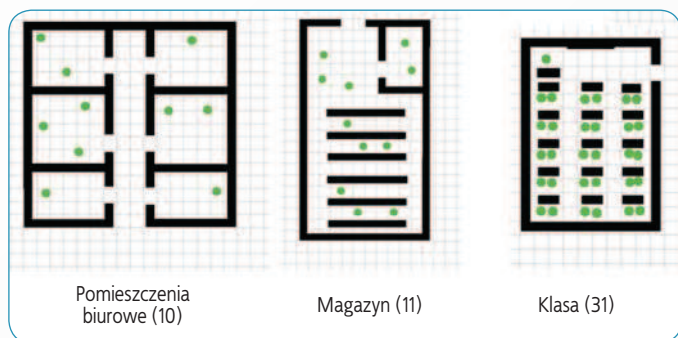 Pomieszczenia
biurowe (10)
Magazyn (11)
Klasa (31)